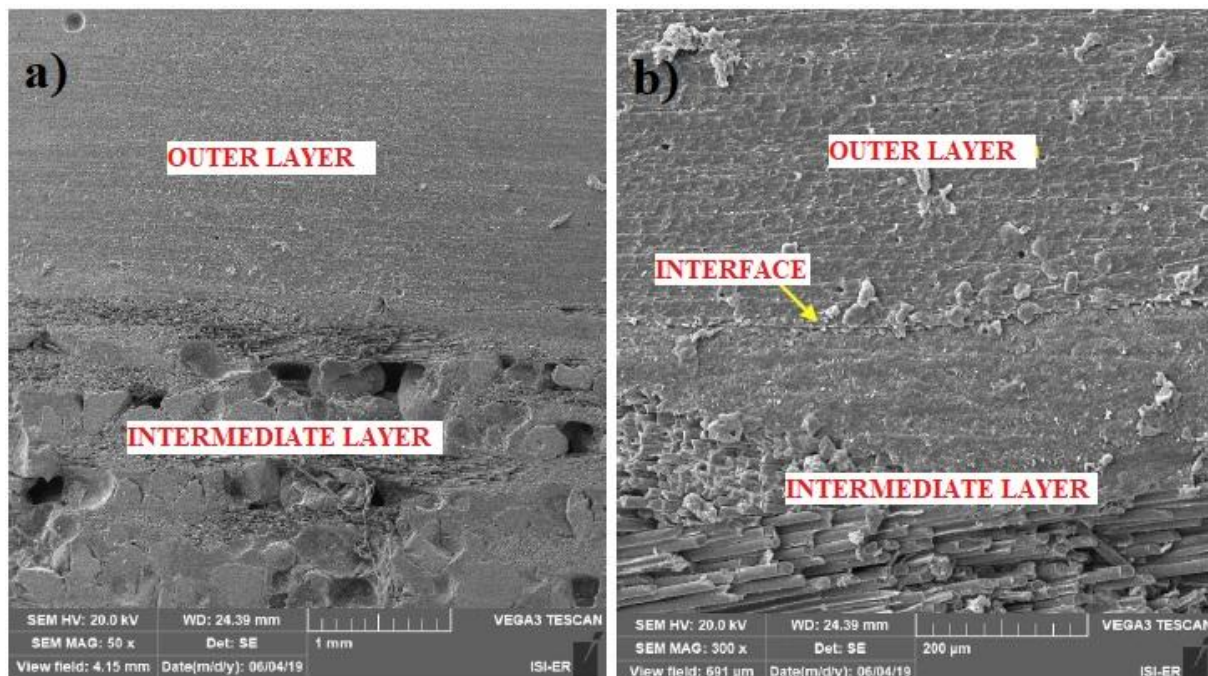 a)
OUTER LAYER
INTERMEDIATE LAYER
SEM HV: 20.0 kV
WD: 24.39 mm
VEGA3 TESCAN
SEM MAG: 50 x
Det: SE
1 mm
View field: 4.15 mm
Date(m/d/y): 06/04/19
ISI-ER
b)
OUTER LAYER
INTERFACE
INTERMEDIATE LAYER
SEM HV: 20.0 kV
WD: 24.39 mm
VEGA3 TESCAN
SEM MAG: 300 x
Det: SE
200 µm
View field: 691 µm
Date(m/d/y): 06/04/19
ISI-ER